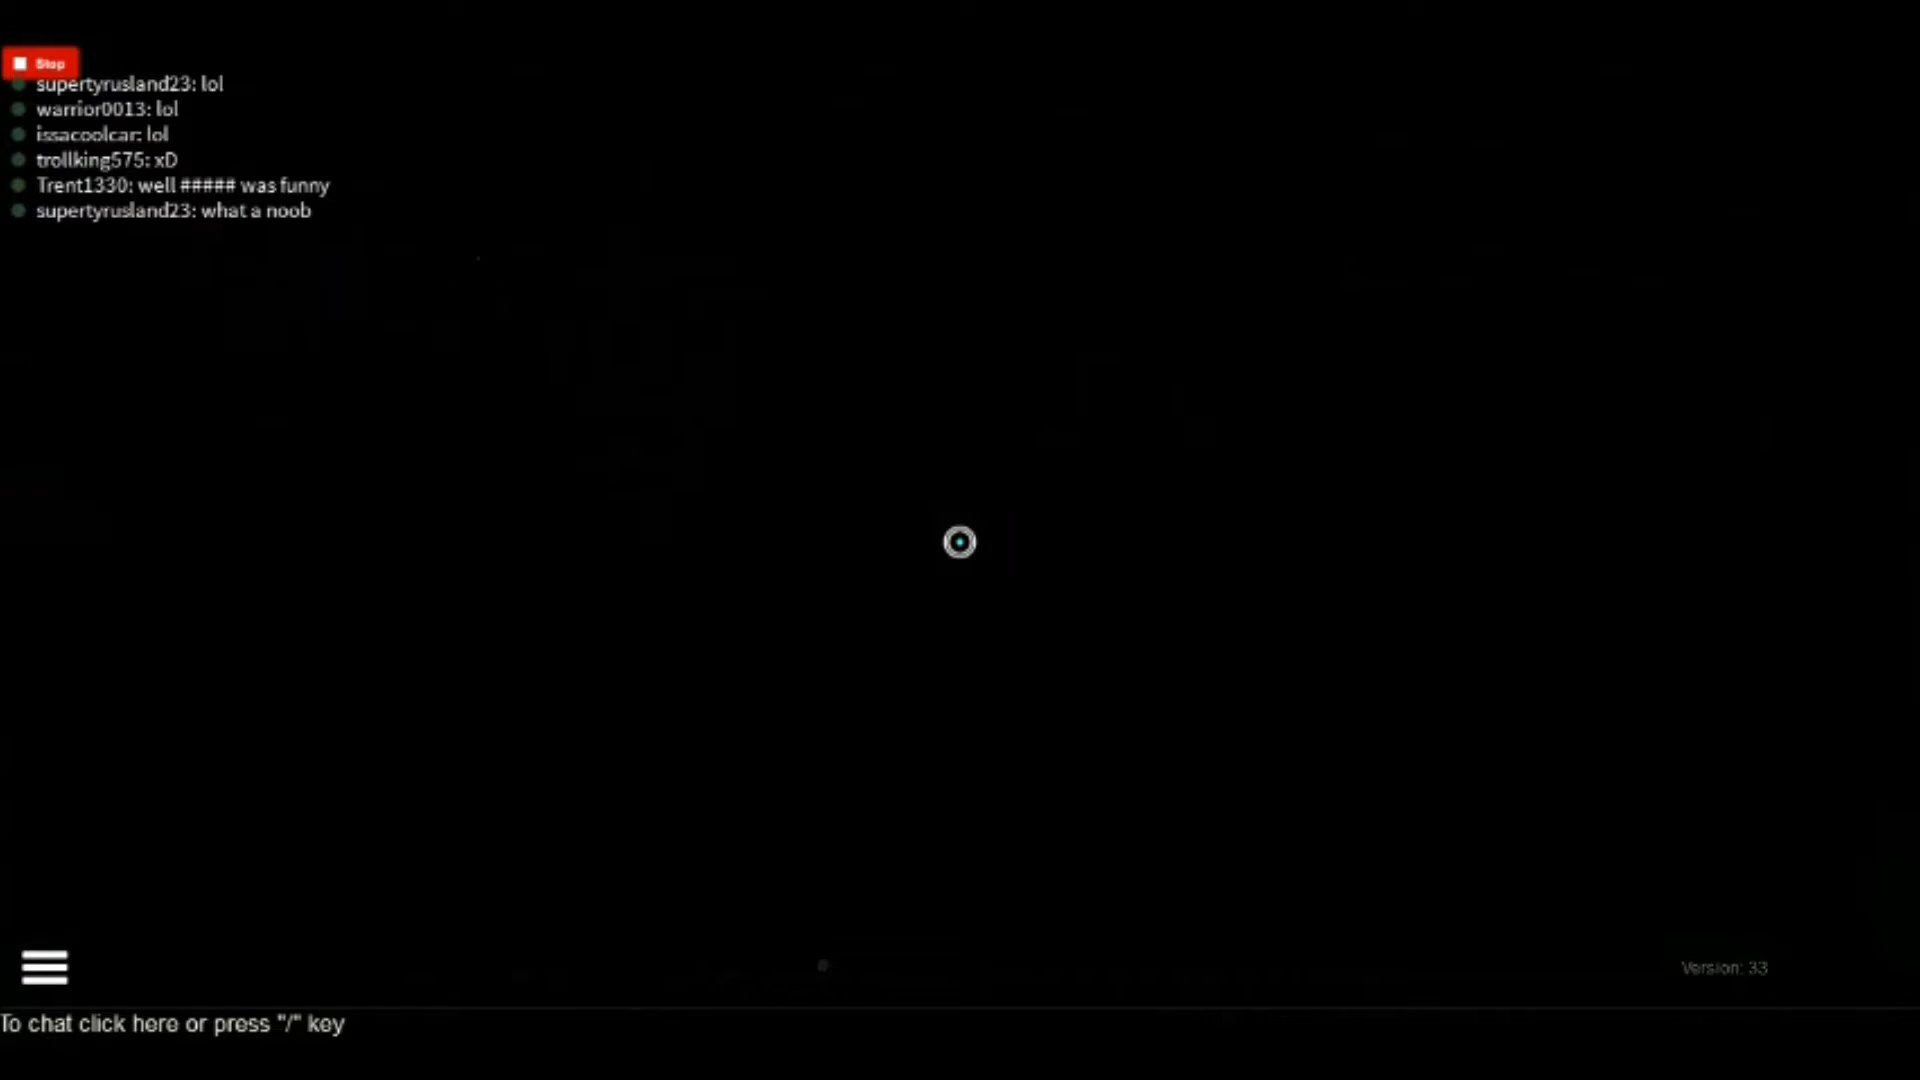 Stop
supertyrusland23: lol
warrior0013: lol
issacoolcar: lol
trollking575: xD
Trent1330: well ##### was funny
supertyrusland23: what a noob
Version: 33
To chat click here or press "/" key